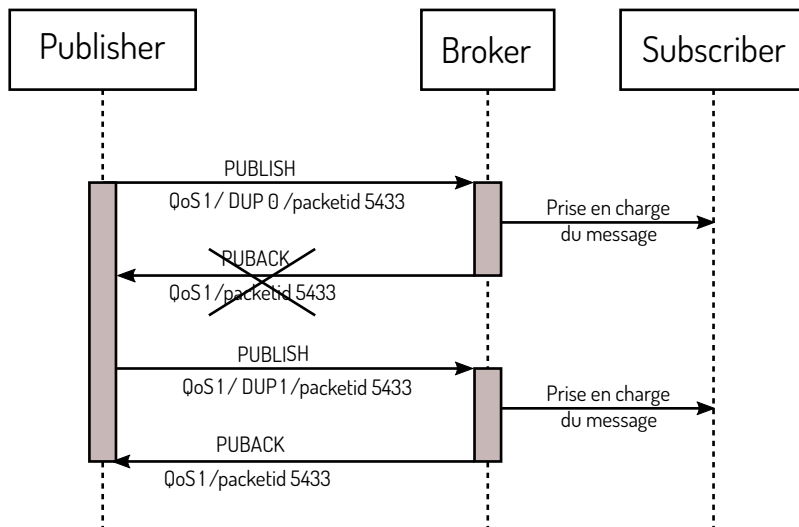 Publisher
Broker
Subscriber
PUBLISH
QoS 1 / DUP 0 /packetid 5433
Prise en charge
du message
PUBACK
QoS 1 /packetid 5433
PUBLISH
QoS 1 / DUP 1 /packetid 5433
Prise en charge
du message
PUBACK
QoS 1 /packetid 5433